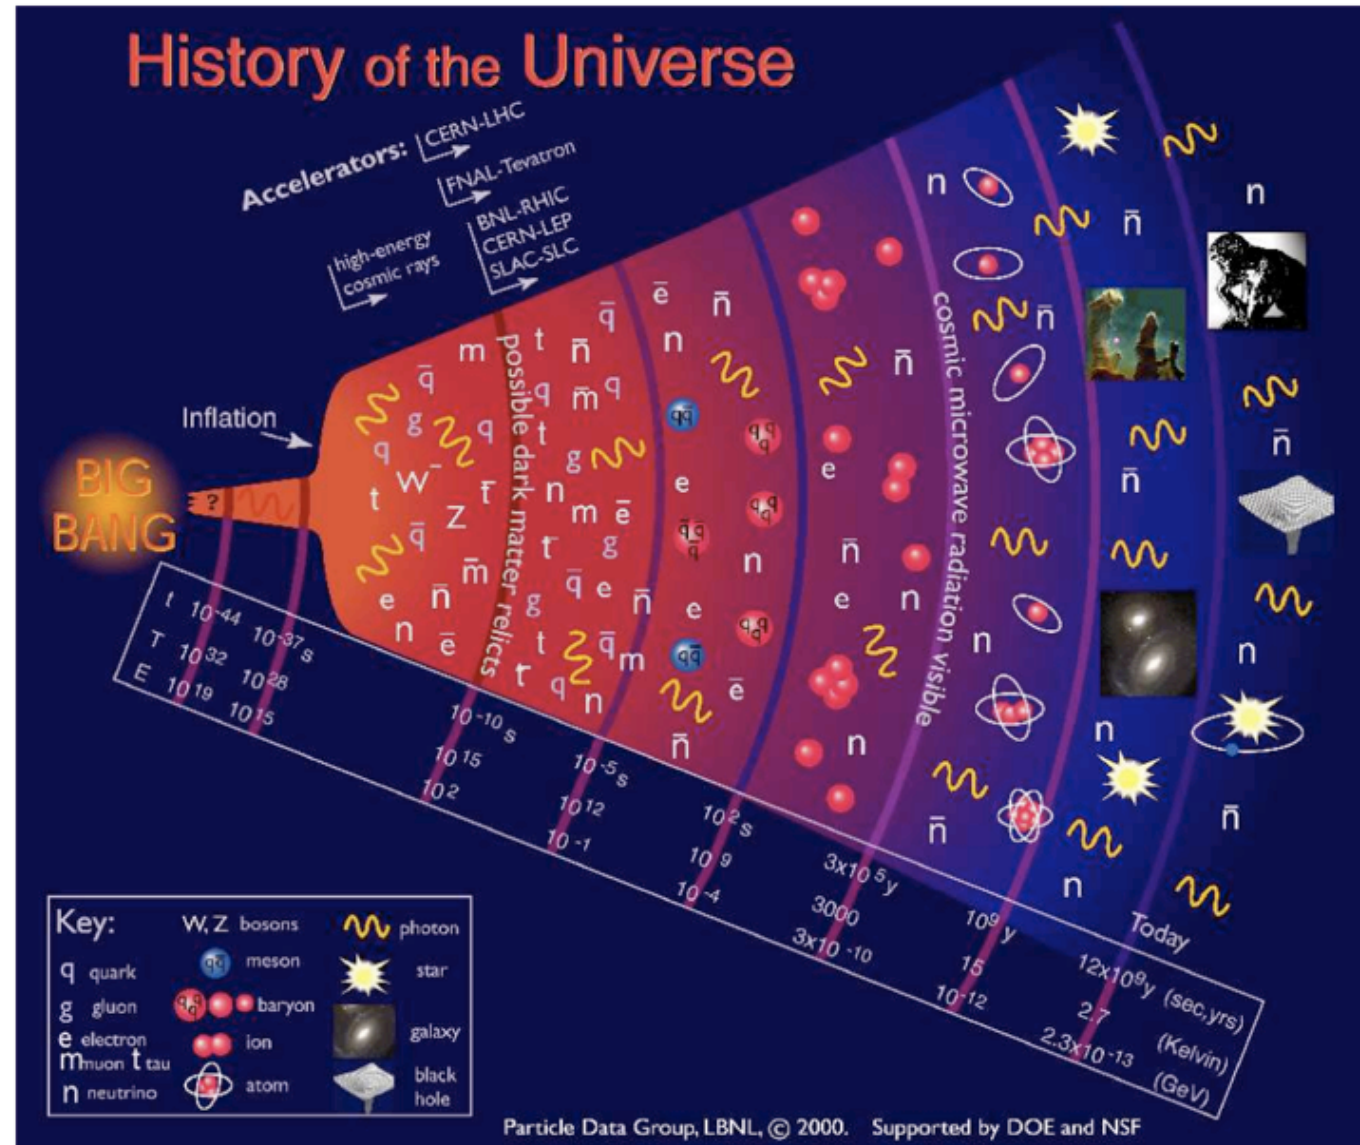 History of the Universe
Accelerators:
CERN-LHC
FNAL-Tevatron
BNL-RHIC
CERN-LEP
SLAC-SLC
high-energy
cosmic rays
Inflation
BIG
BANG
?
possible dark matter relicts
cosmic microwave radiation visible
q̄
m
t
n̄
q̄
ē
n̄
n
g
q
q
t
W⁻
Z
q̄
m̄
e
n̄
n
ē
t 10⁻⁴⁴ 10⁻³⁷ s 10⁻¹⁰ s 10⁻⁵ s 10² s 3x10⁵ y 10⁹ y Today 12x10⁹ y (sec,yrs)
T 10³² 10²⁸ 10¹⁵ 10¹² 10⁹ 3000 15 2.7 (Kelvin)
E 10¹⁹ 10¹⁵ 10² 10⁻¹ 10⁻⁴ 3x10⁻¹⁰ 10⁻¹² 2.3x10⁻¹³ (GeV)
Key:
q quark
g gluon
e electron
m muon t tau
n neutrino
W, Z bosons
qq̄ meson
qqq baryon
ion
atom
photon
star
galaxy
black
hole
Particle Data Group, LBNL, © 2000. Supported by DOE and NSF